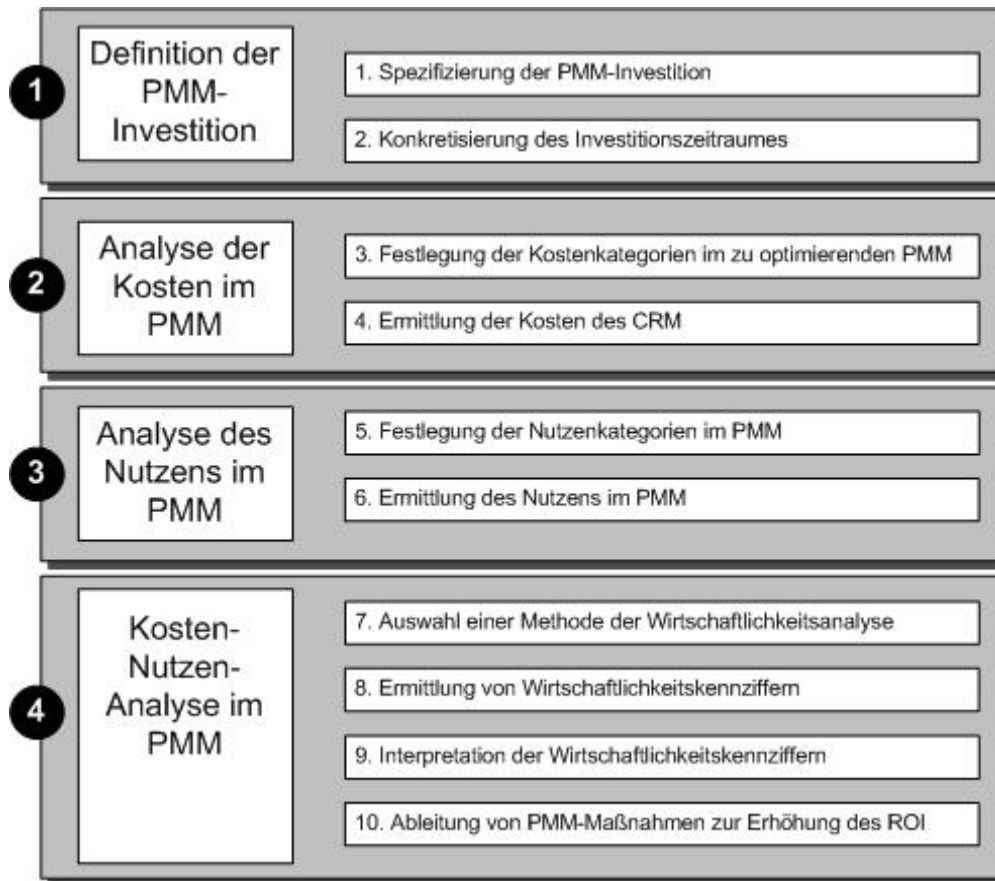 1
Definition der
PMM-
Investition
1. Spezifizierung der PMM-Investition
2. Konkretisierung des Investitionszeitraumes
2
Analyse der
Kosten im
PMM
3. Festlegung der Kostenkategorien im zu optimierenden PMM
4. Ermittlung der Kosten des CRM
3
Analyse des
Nutzens im
PMM
5. Festlegung der Nutzenkategorien im PMM
6. Ermittlung des Nutzens im PMM
4
Kosten-
Nutzen-
Analyse im
PMM
7. Auswahl einer Methode der Wirtschaftlichkeitsanalyse
8. Ermittlung von Wirtschaftlichkeitskennziffern
9. Interpretation der Wirtschaftlichkeitskennziffern
10. Ableitung von PMM-Maßnahmen zur Erhöhung des ROI